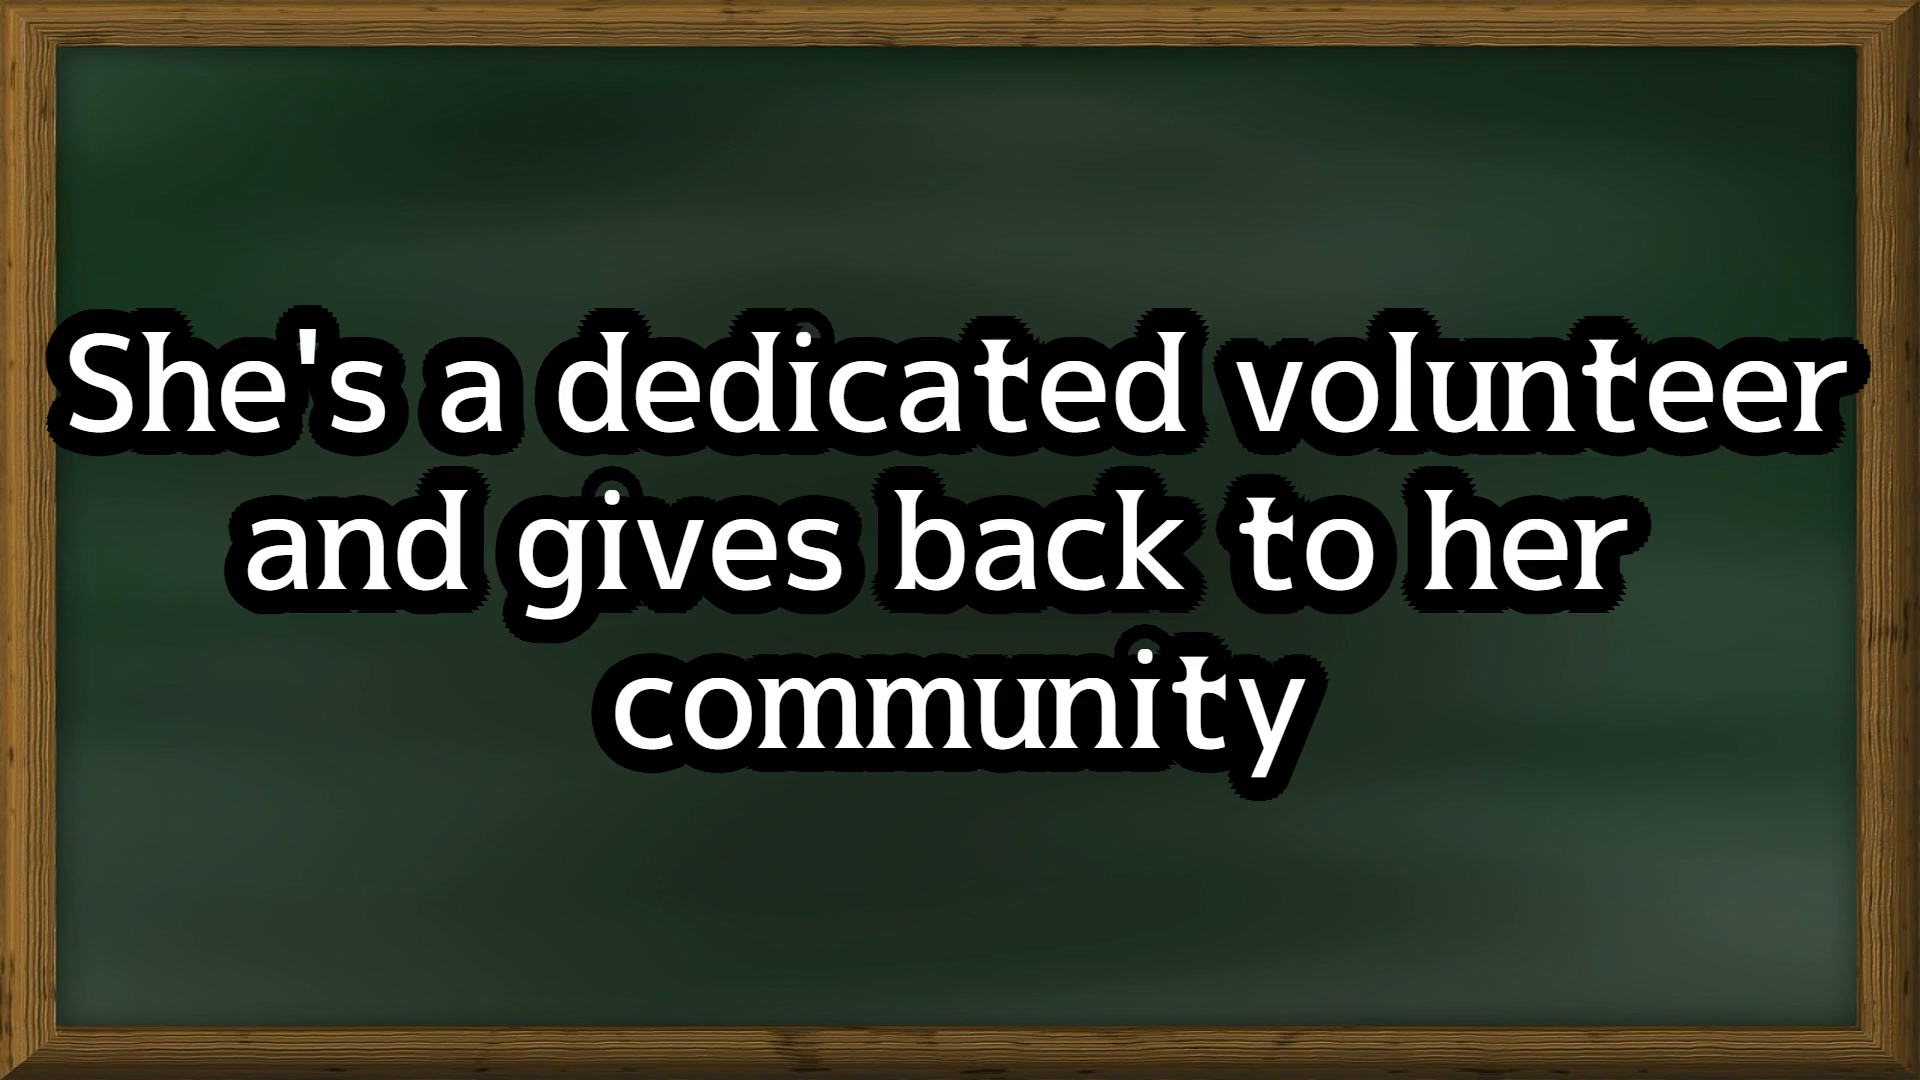 She's a dedicated volunteer
and gives back to her
community